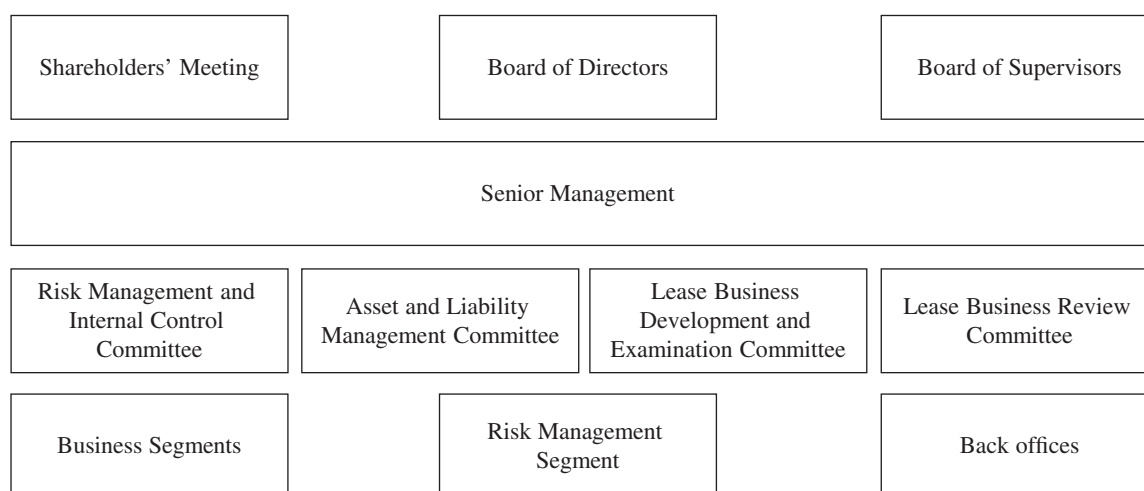 Shareholders’ Meeting
Board of Directors
Board of Supervisors
Senior Management
Risk Management and
Internal Control
Committee
Asset and Liability
Management Committee
Lease Business
Development and
Examination Committee
Lease Business Review
Committee
Business Segments
Risk Management
Segment
Back offices